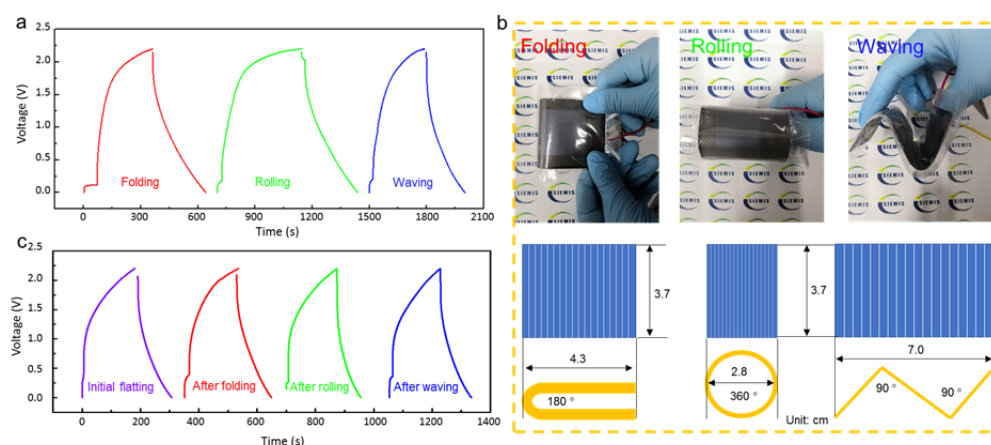 a
2.5
2.0
1.5
1.0
0.5
0.0
Voltage (V)
Folding
Rolling
Waving
0
300
600
900
1200
1500
1800
2100
Time (s)
b
Folding
Rolling
Waving
SIEMIS
3.7
3.7
4.3
2.8
7.0
180 °
360 °
90 °
90 °
Unit: cm
c
2.5
2.0
1.5
1.0
0.5
0.0
Voltage (V)
Initial flatting
After folding
After rolling
After waving
0
200
400
600
800
1000
1200
1400
Time (s)